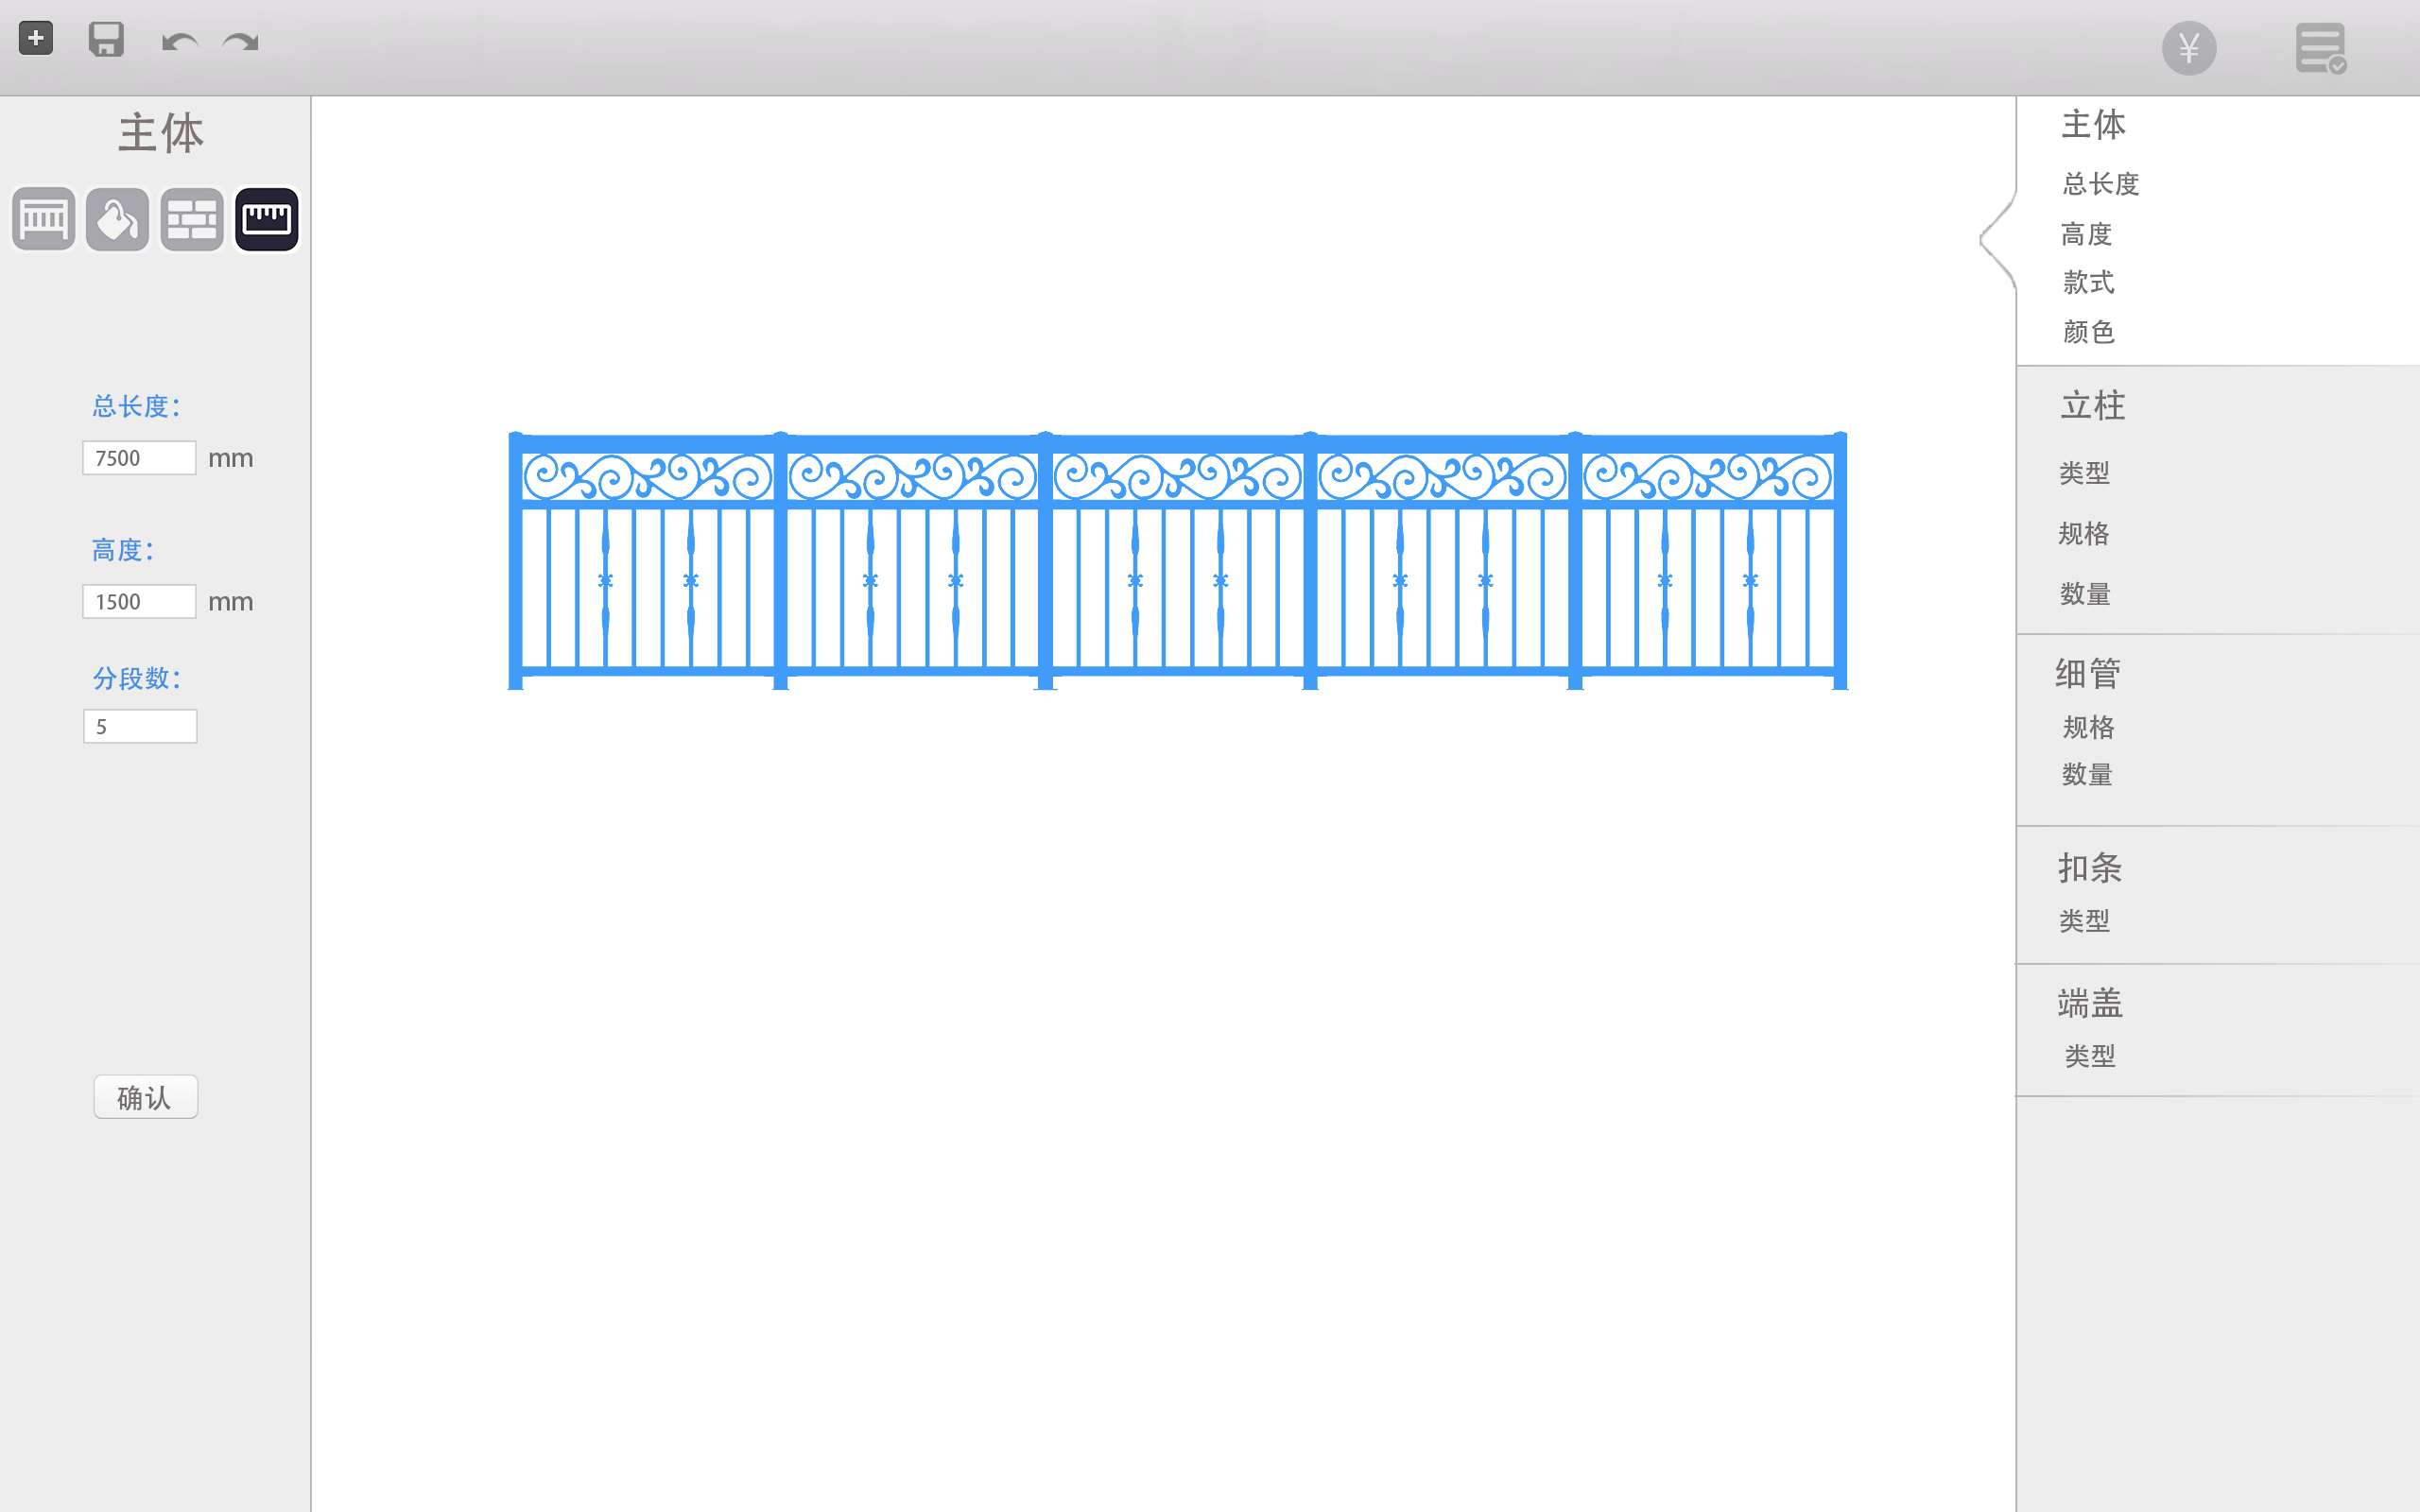 ¥
主体
总长度：
7500 mm
高度：
1500 mm
分段数：
5
确认
主体
总长度
高度
款式
颜色
立柱
类型
规格
数量
细管
规格
数量
扣条
类型
端盖
类型